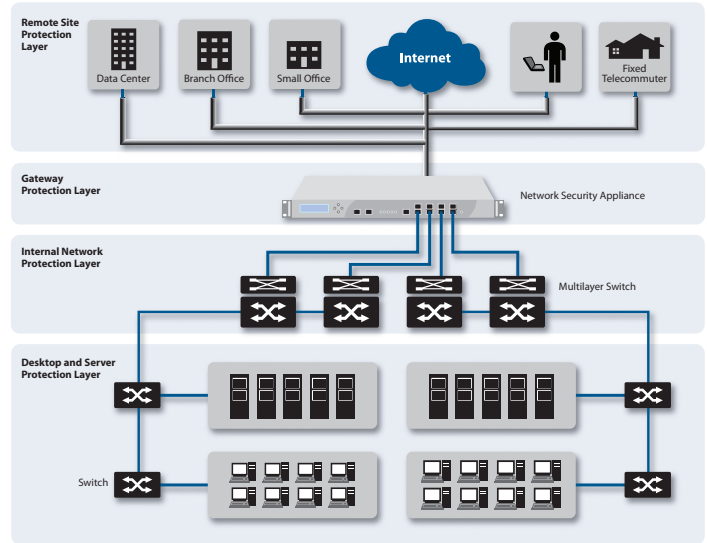 Remote Site
Protection
Layer
Data Center
Branch Office
Small Office
Internet
Fixed
Telecommuter
Gateway
Protection Layer
Network Security Appliance
Internal Network
Protection Layer
Multilayer Switch
Desktop and Server
Protection Layer
Switch